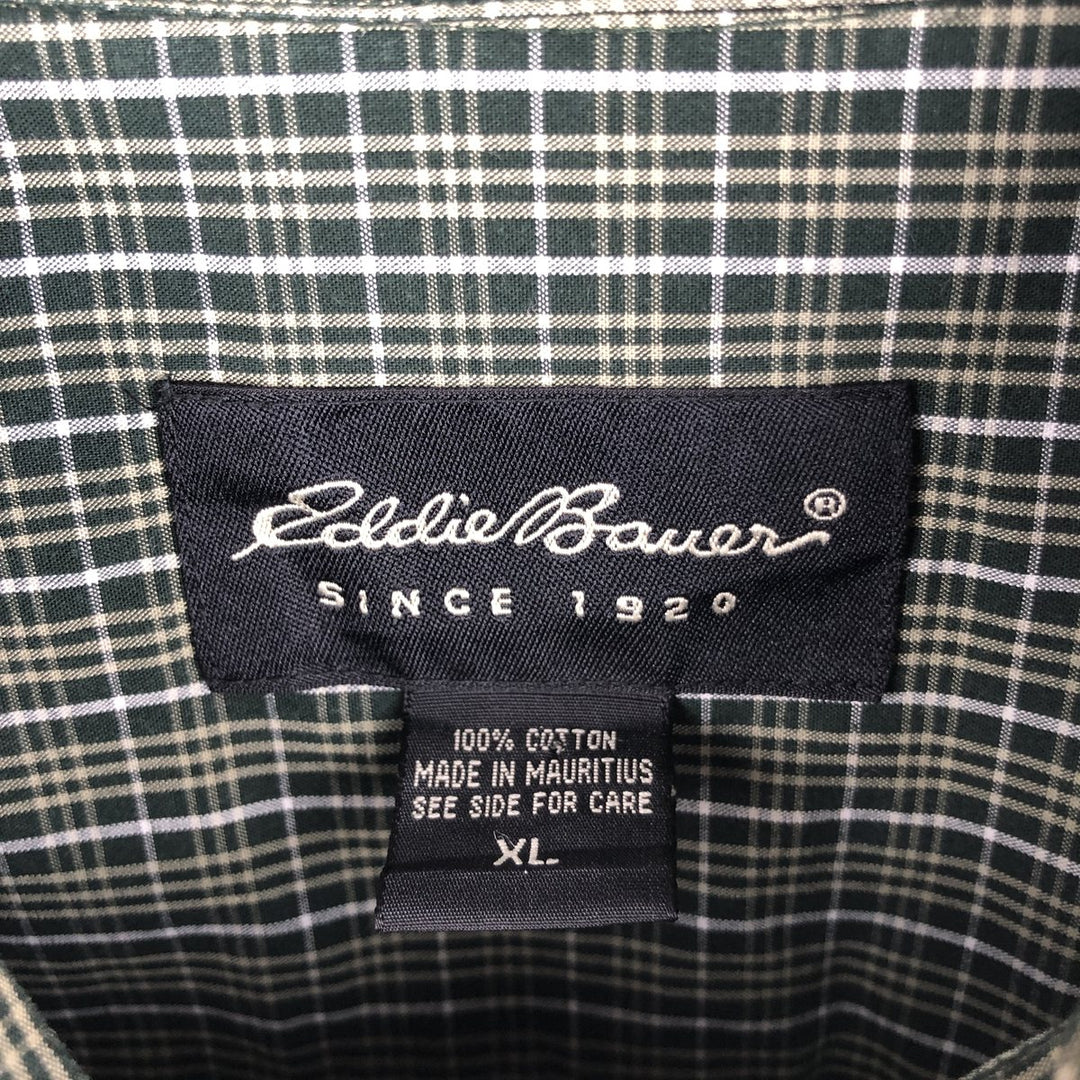 Eddie Bauer®
SINCE 1920
100% COTTON
MADE IN MAURITIUS
SEE SIDE FOR CARE
XL